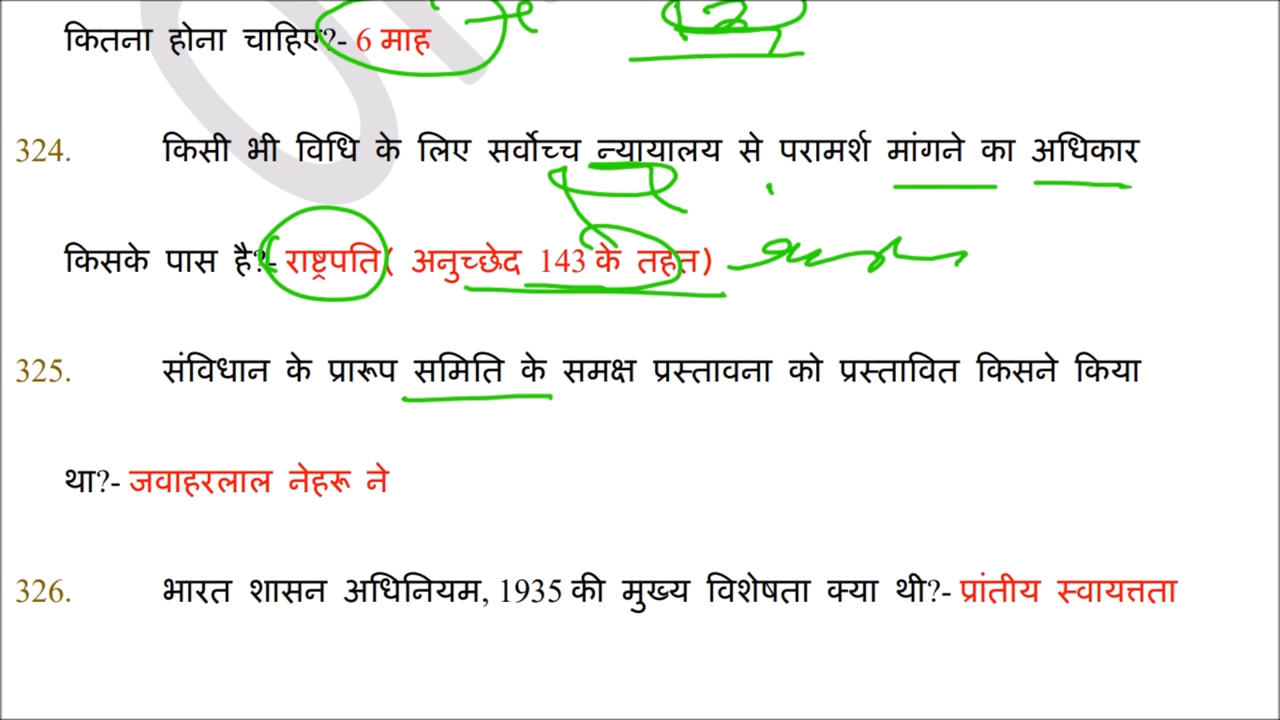 कितना होना चाहिए?- 6 माह
324. किसी भी विधि के लिए सर्वोच्च न्यायालय से परामर्श मांगने का अधिकार
किसके पास है?- राष्ट्रपति( अनुच्छेद 143 के तहत)
325. संविधान के प्रारूप समिति के समक्ष प्रस्तावना को प्रस्तावित किसने किया
था?- जवाहरलाल नेहरू ने
326. भारत शासन अधिनियम, 1935 की मुख्य विशेषता क्या थी?- प्रांतीय स्वायत्तता